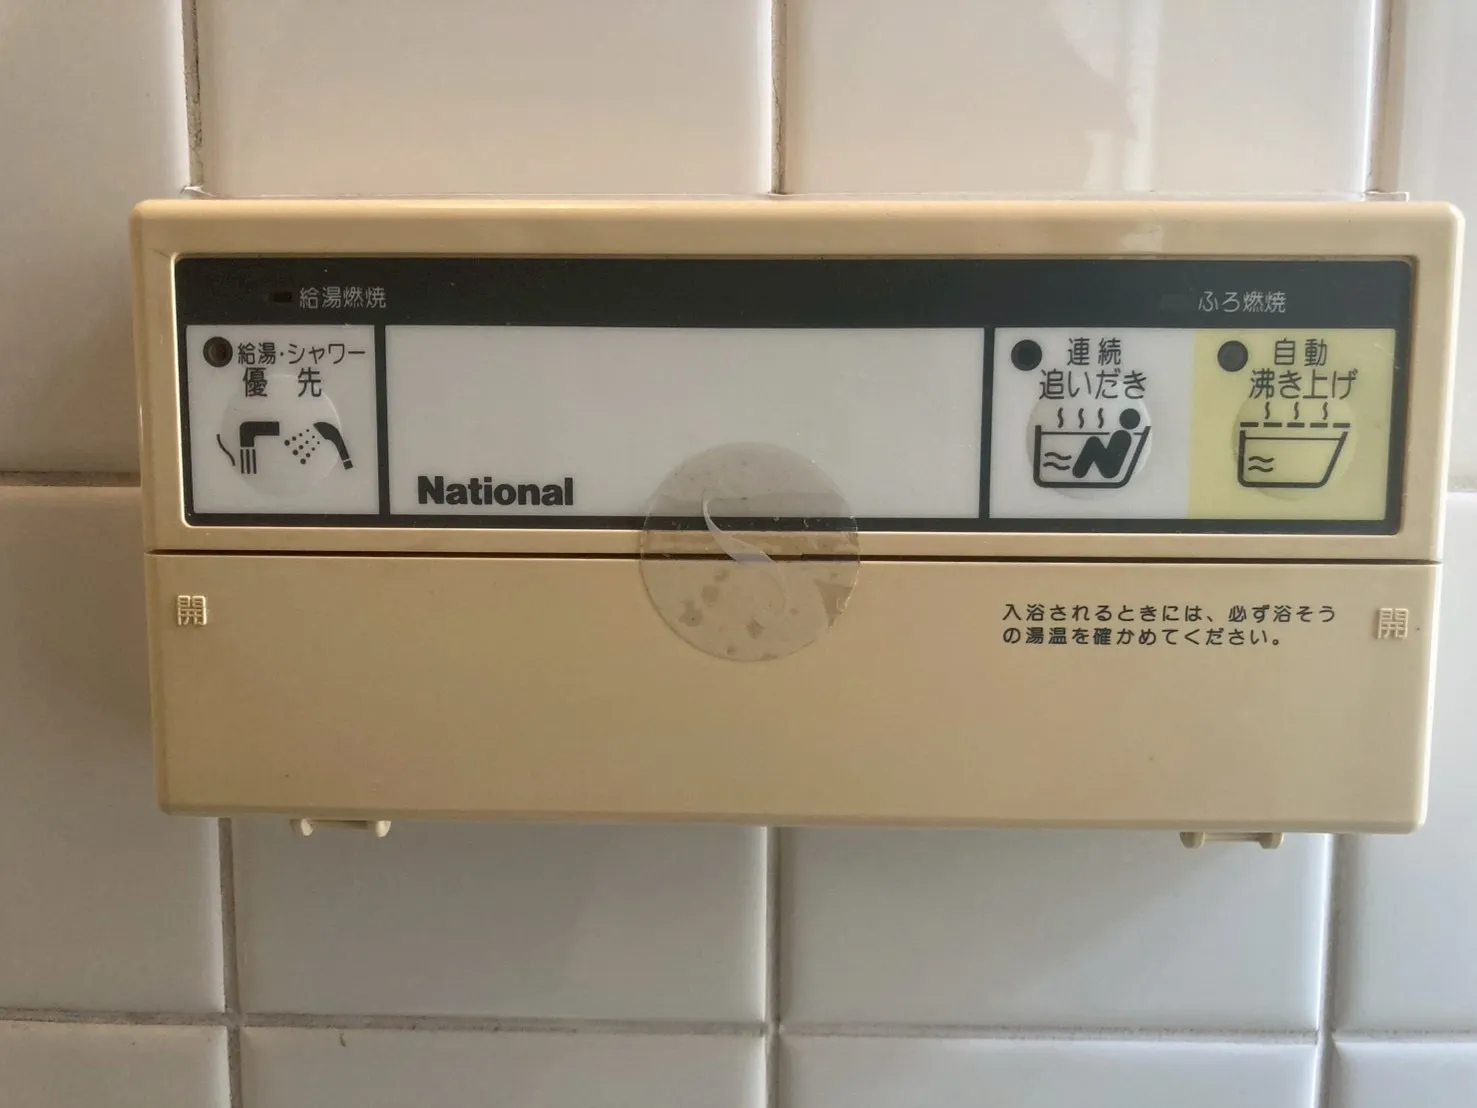 給湯燃焼
ふろ燃焼
給湯・シャワー
優先
連続
追いだき
自動
沸き上げ
National
開
入浴されるときには、必ず浴そう
の湯温を確かめてください。
開